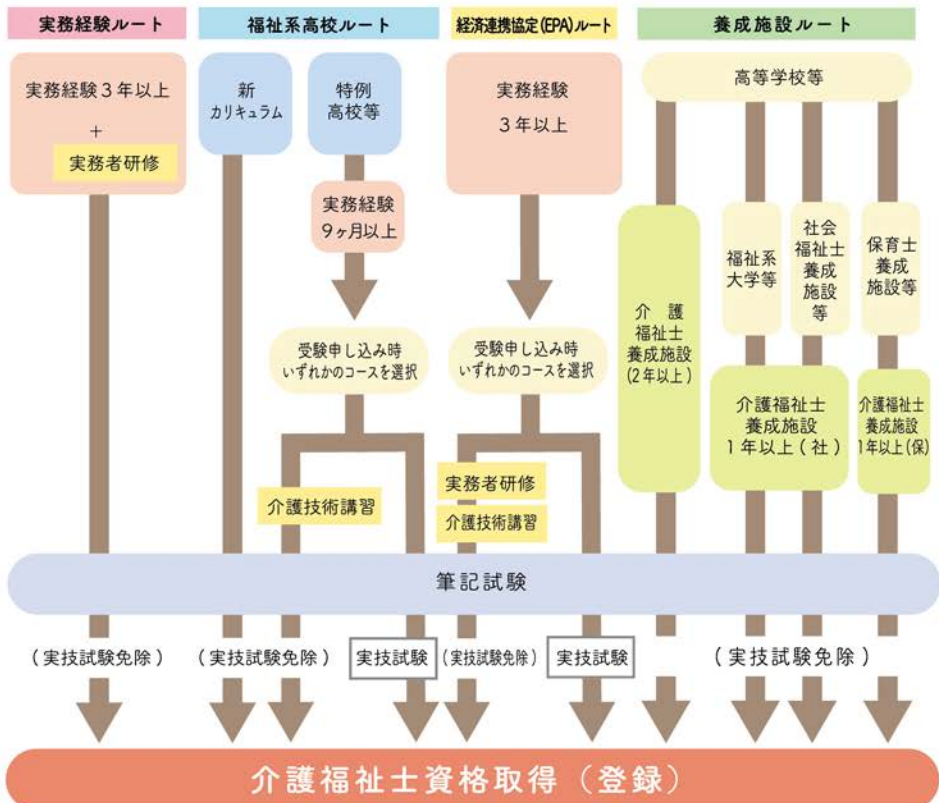 実務経験ルート
福祉系高校ルート
経済連携協定(EPA)ルート
養成施設ルート
実務経験3年以上
+
実務者研修
新
カリキュラム
特例
高校等
実務経験
9ヶ月以上
受験申し込み時
いずれかのコースを選択
介護技術講習
実務経験
3年以上
受験申し込み時
いずれかのコースを選択
実務者研修
介護技術講習
高等学校等
介 護
福祉士
養成施設
(2年以上)
福祉系
大学等
社会
福祉士
養成
施設
等
保育士
養成
施設等
介護福祉士
養成施設
1年以上(社)
介護福祉士
養成施設
1年以上(保)
筆記試験
(実技試験免除)
(実技試験免除)
実技試験
(実技試験免除)
実技試験
(実技試験免除)
介護福祉士資格取得(登録)